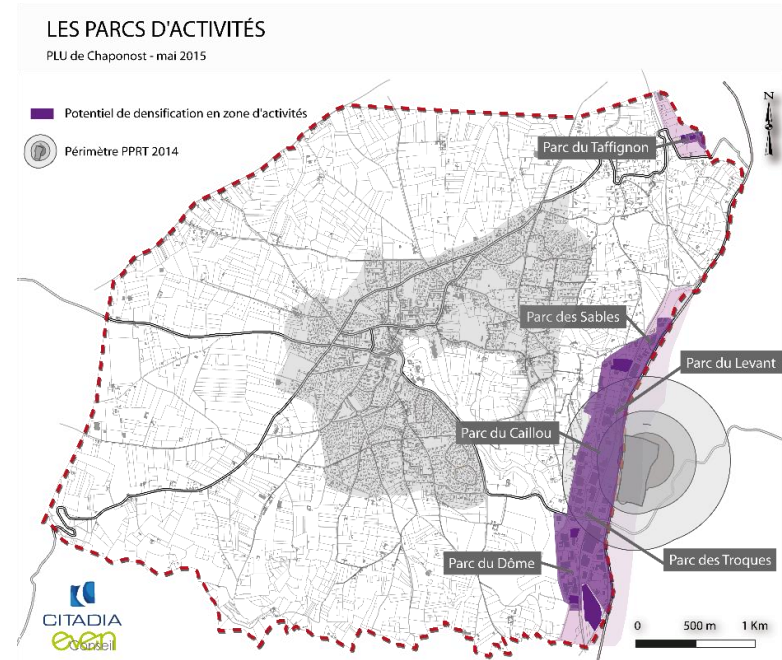 LES PARCS D'ACTIVITÉS
PLU de Chaponost - mai 2015
Potentiel de densification en zone d'activités
Périmètre PPRT 2014
N
Parc du Taffignon
Parc des Sables
Parc du Levant
Parc du Caillou
Parc des Troques
Parc du Dôme
CITADIA
even
Conseil
0 500 m 1 Km